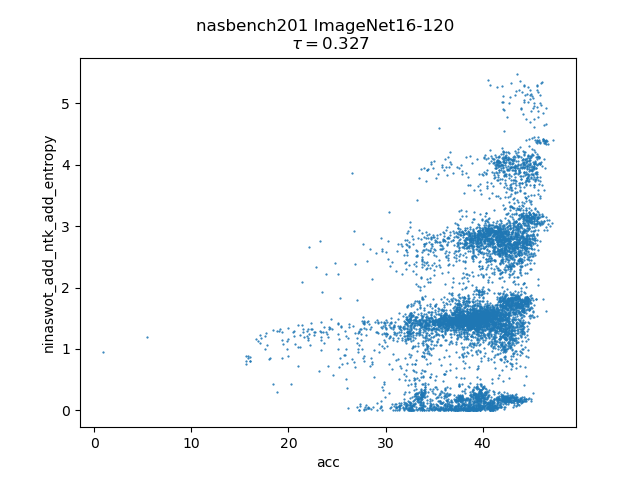 nasbench201 ImageNet16-120
τ = 0.327
ninaswot_add_ntk_add_entropy
5
4
3
2
1
0
0 10 20 30 40
acc